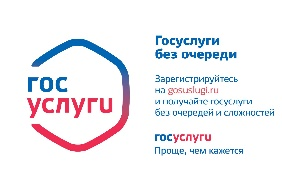 гос
услуги
Госуслуги
без очереди
Зарегистрируйтесь
на gosuslugi.ru
и получайте госуслуги
без очередей и сложностей
госуслуги
Проще, чем кажется